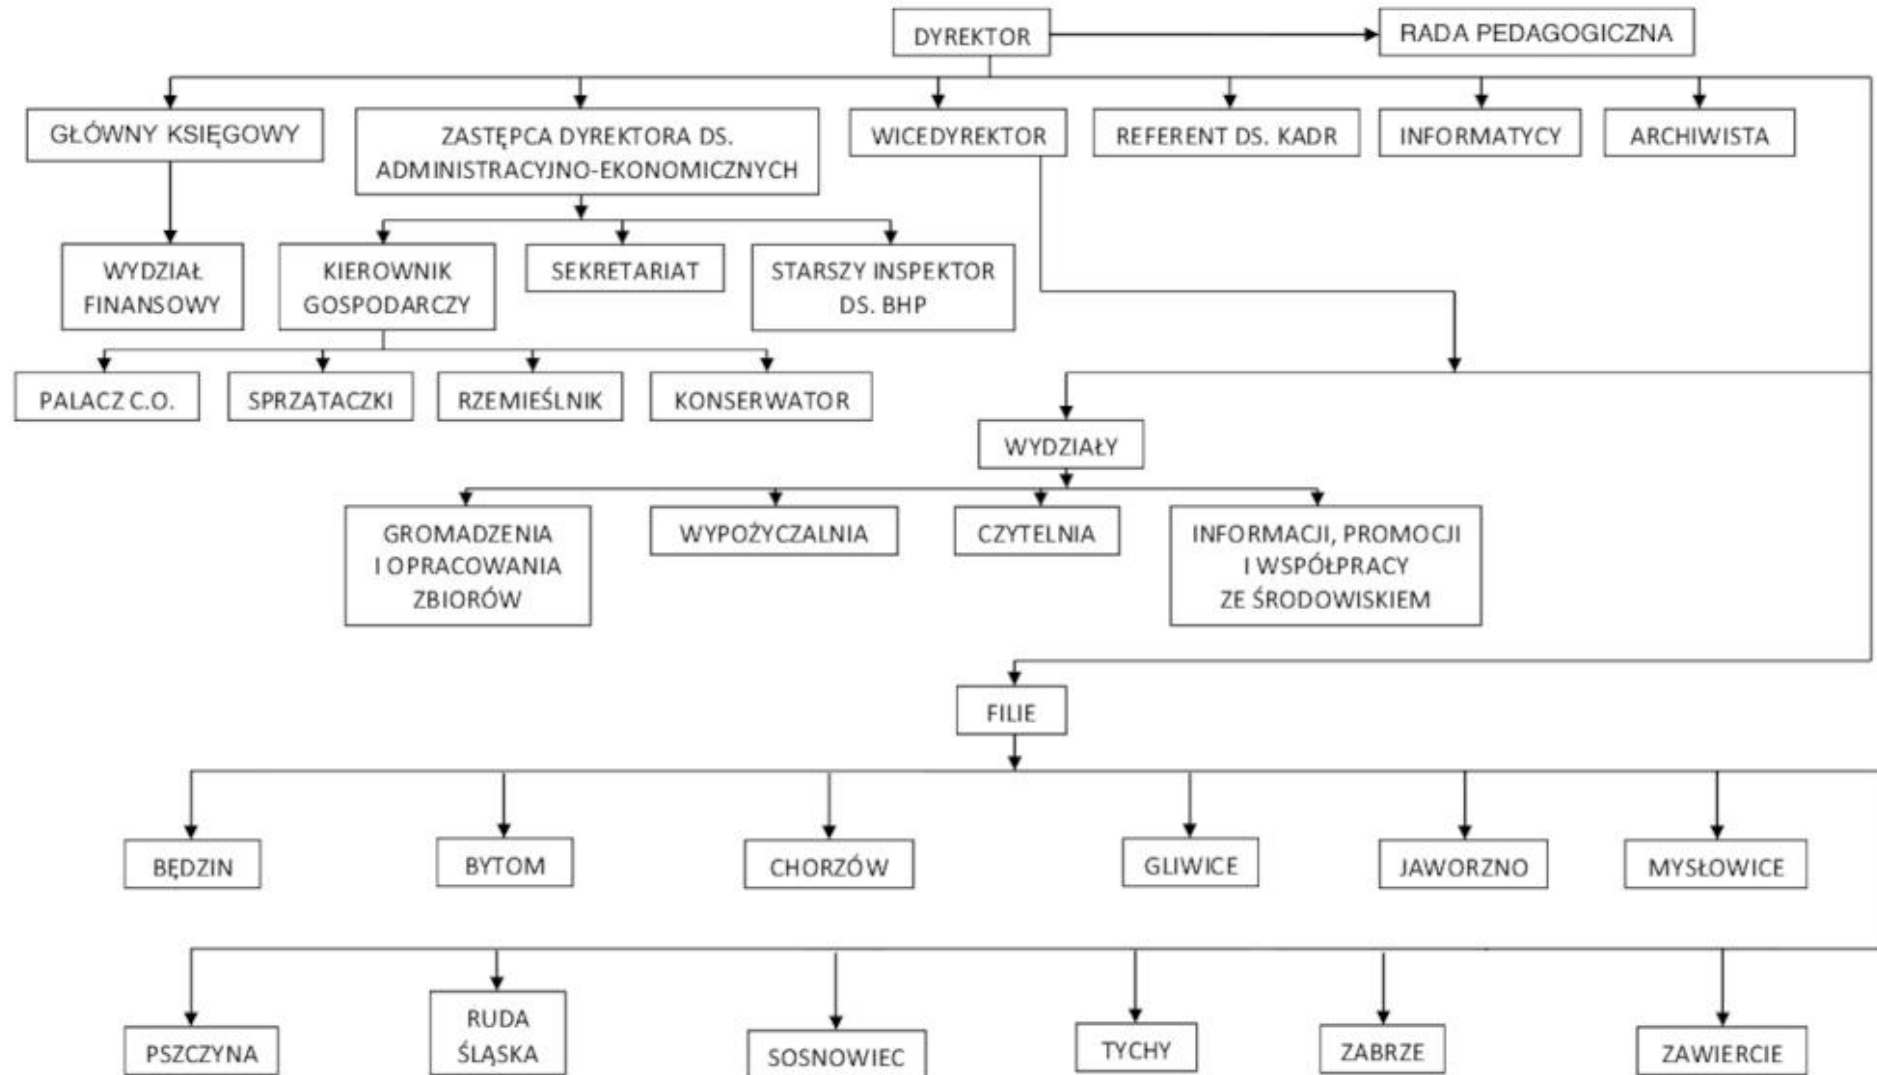 DYREKTOR
RADA PEDAGOGICZNA
GŁÓWNY KSIĘGOWY
ZASTĘPCA DYREKTORA DS.
ADMINISTRACYJNO-EKONOMICZNYCH
WICEDYREKTOR
REFERENT DS. KADR
INFORMATYCY
ARCHIWISTA
WYDZIAŁ
FINANSOWY
KIEROWNIK
GOSPODARCZY
SEKRETARIAT
STARSZY INSPEKTOR
DS. BHP
PALACZ C.O.
SPRZĄTACZKI
RZEMIEŚLNIK
KONSERWATOR
WYDZIAŁY
GROMADZENIA
I OPRACOWANIA
ZBIORÓW
WYPOŻYCZALNIA
CZYTELNIA
INFORMACJI, PROMOCJI
I WSPÓŁPRACY
ZE ŚRODOWISKIEM
FILIE
BĘDZIN
BYTOM
CHORZÓW
GLIWICE
JAWORZNO
MYSŁOWICE
PSZCZYNA
RUDA
ŚLĄSKA
SOSNOWIEC
TYCHY
ZABRZE
ZAWIERCIE